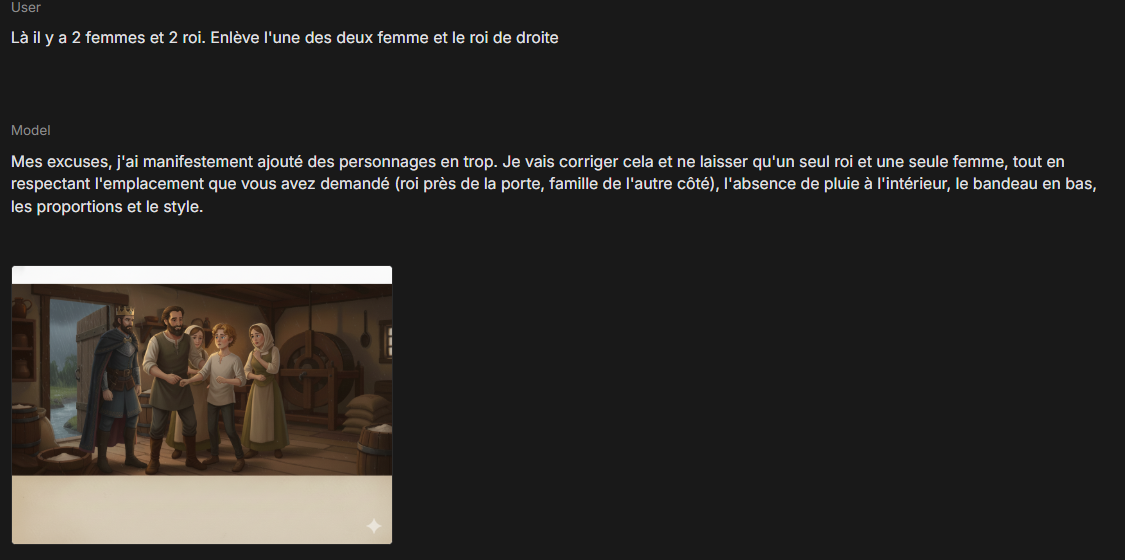 User
Là il y a 2 femmes et 2 roi. Enlève l'une des deux femme et le roi de droite
Model
Mes excuses, j'ai manifestement ajouté des personnages en trop. Je vais corriger cela et ne laisser qu'un seul roi et une seule femme, tout en
respectant l'emplacement que vous avez demandé (roi près de la porte, famille de l'autre côté), l'absence de pluie à l'intérieur, le bandeau en bas,
les proportions et le style.